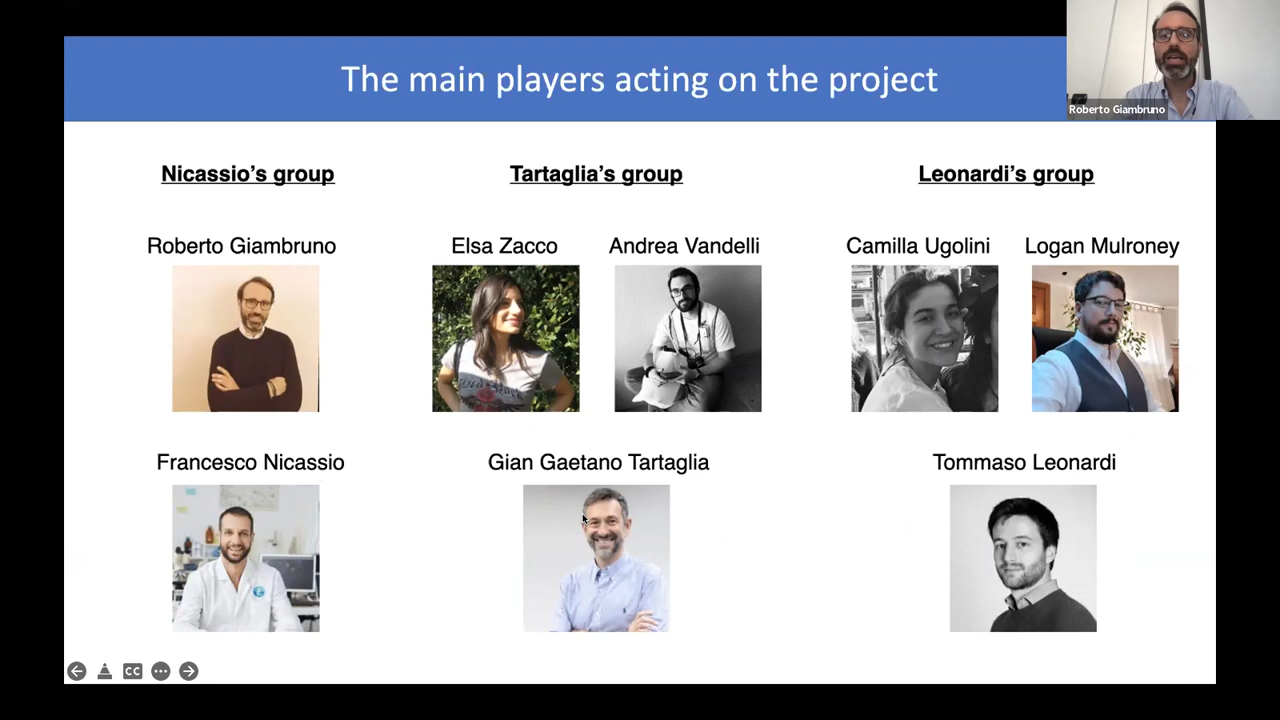 The main players acting on the project
Roberto Giambruno
Nicassio’s group
Tartaglia’s group
Leonardi’s group
Roberto Giambruno
Elsa Zacco
Andrea Vandelli
Camilla Ugolini
Logan Mulroney
Francesco Nicassio
Gian Gaetano Tartaglia
Tommaso Leonardi
CC